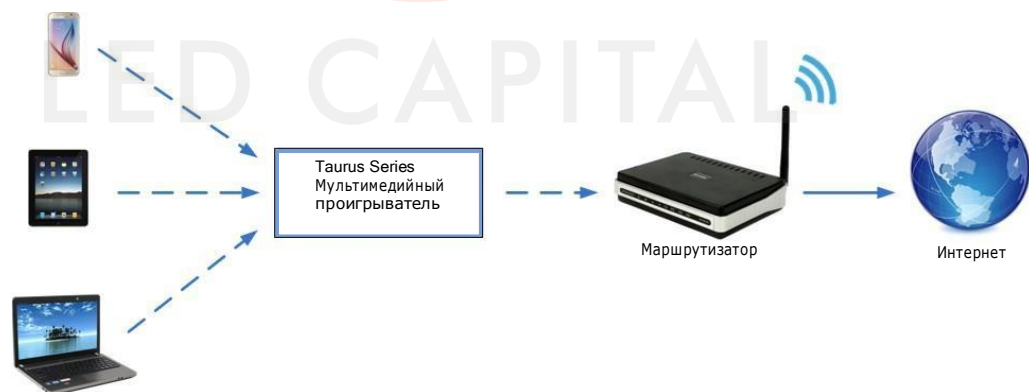 LED CAPITAL
Taurus Series
Мультимедийный
проигрыватель
Маршрутизатор
Интернет